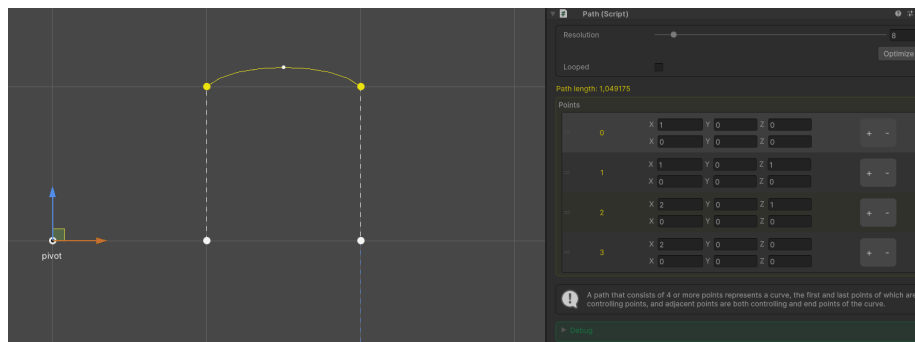 Path (Script)
Resolution 8
Optimize
Looped
Path length: 1,049175
Points
0 X 1 Y 0 Z 0
X 0 Y 0 Z 0 + -
1 X 1 Y 0 Z 1
X 0 Y 0 Z 0 + -
2 X 2 Y 0 Z 1
X 0 Y 0 Z 0 + -
3 X 2 Y 0 Z 0
X 0 Y 0 Z 0 + -
pivot
A path that consists of 4 or more points represents a curve, the first and last points of which are
controlling points, and adjacent points are both controlling and end points of the curve.
Debug